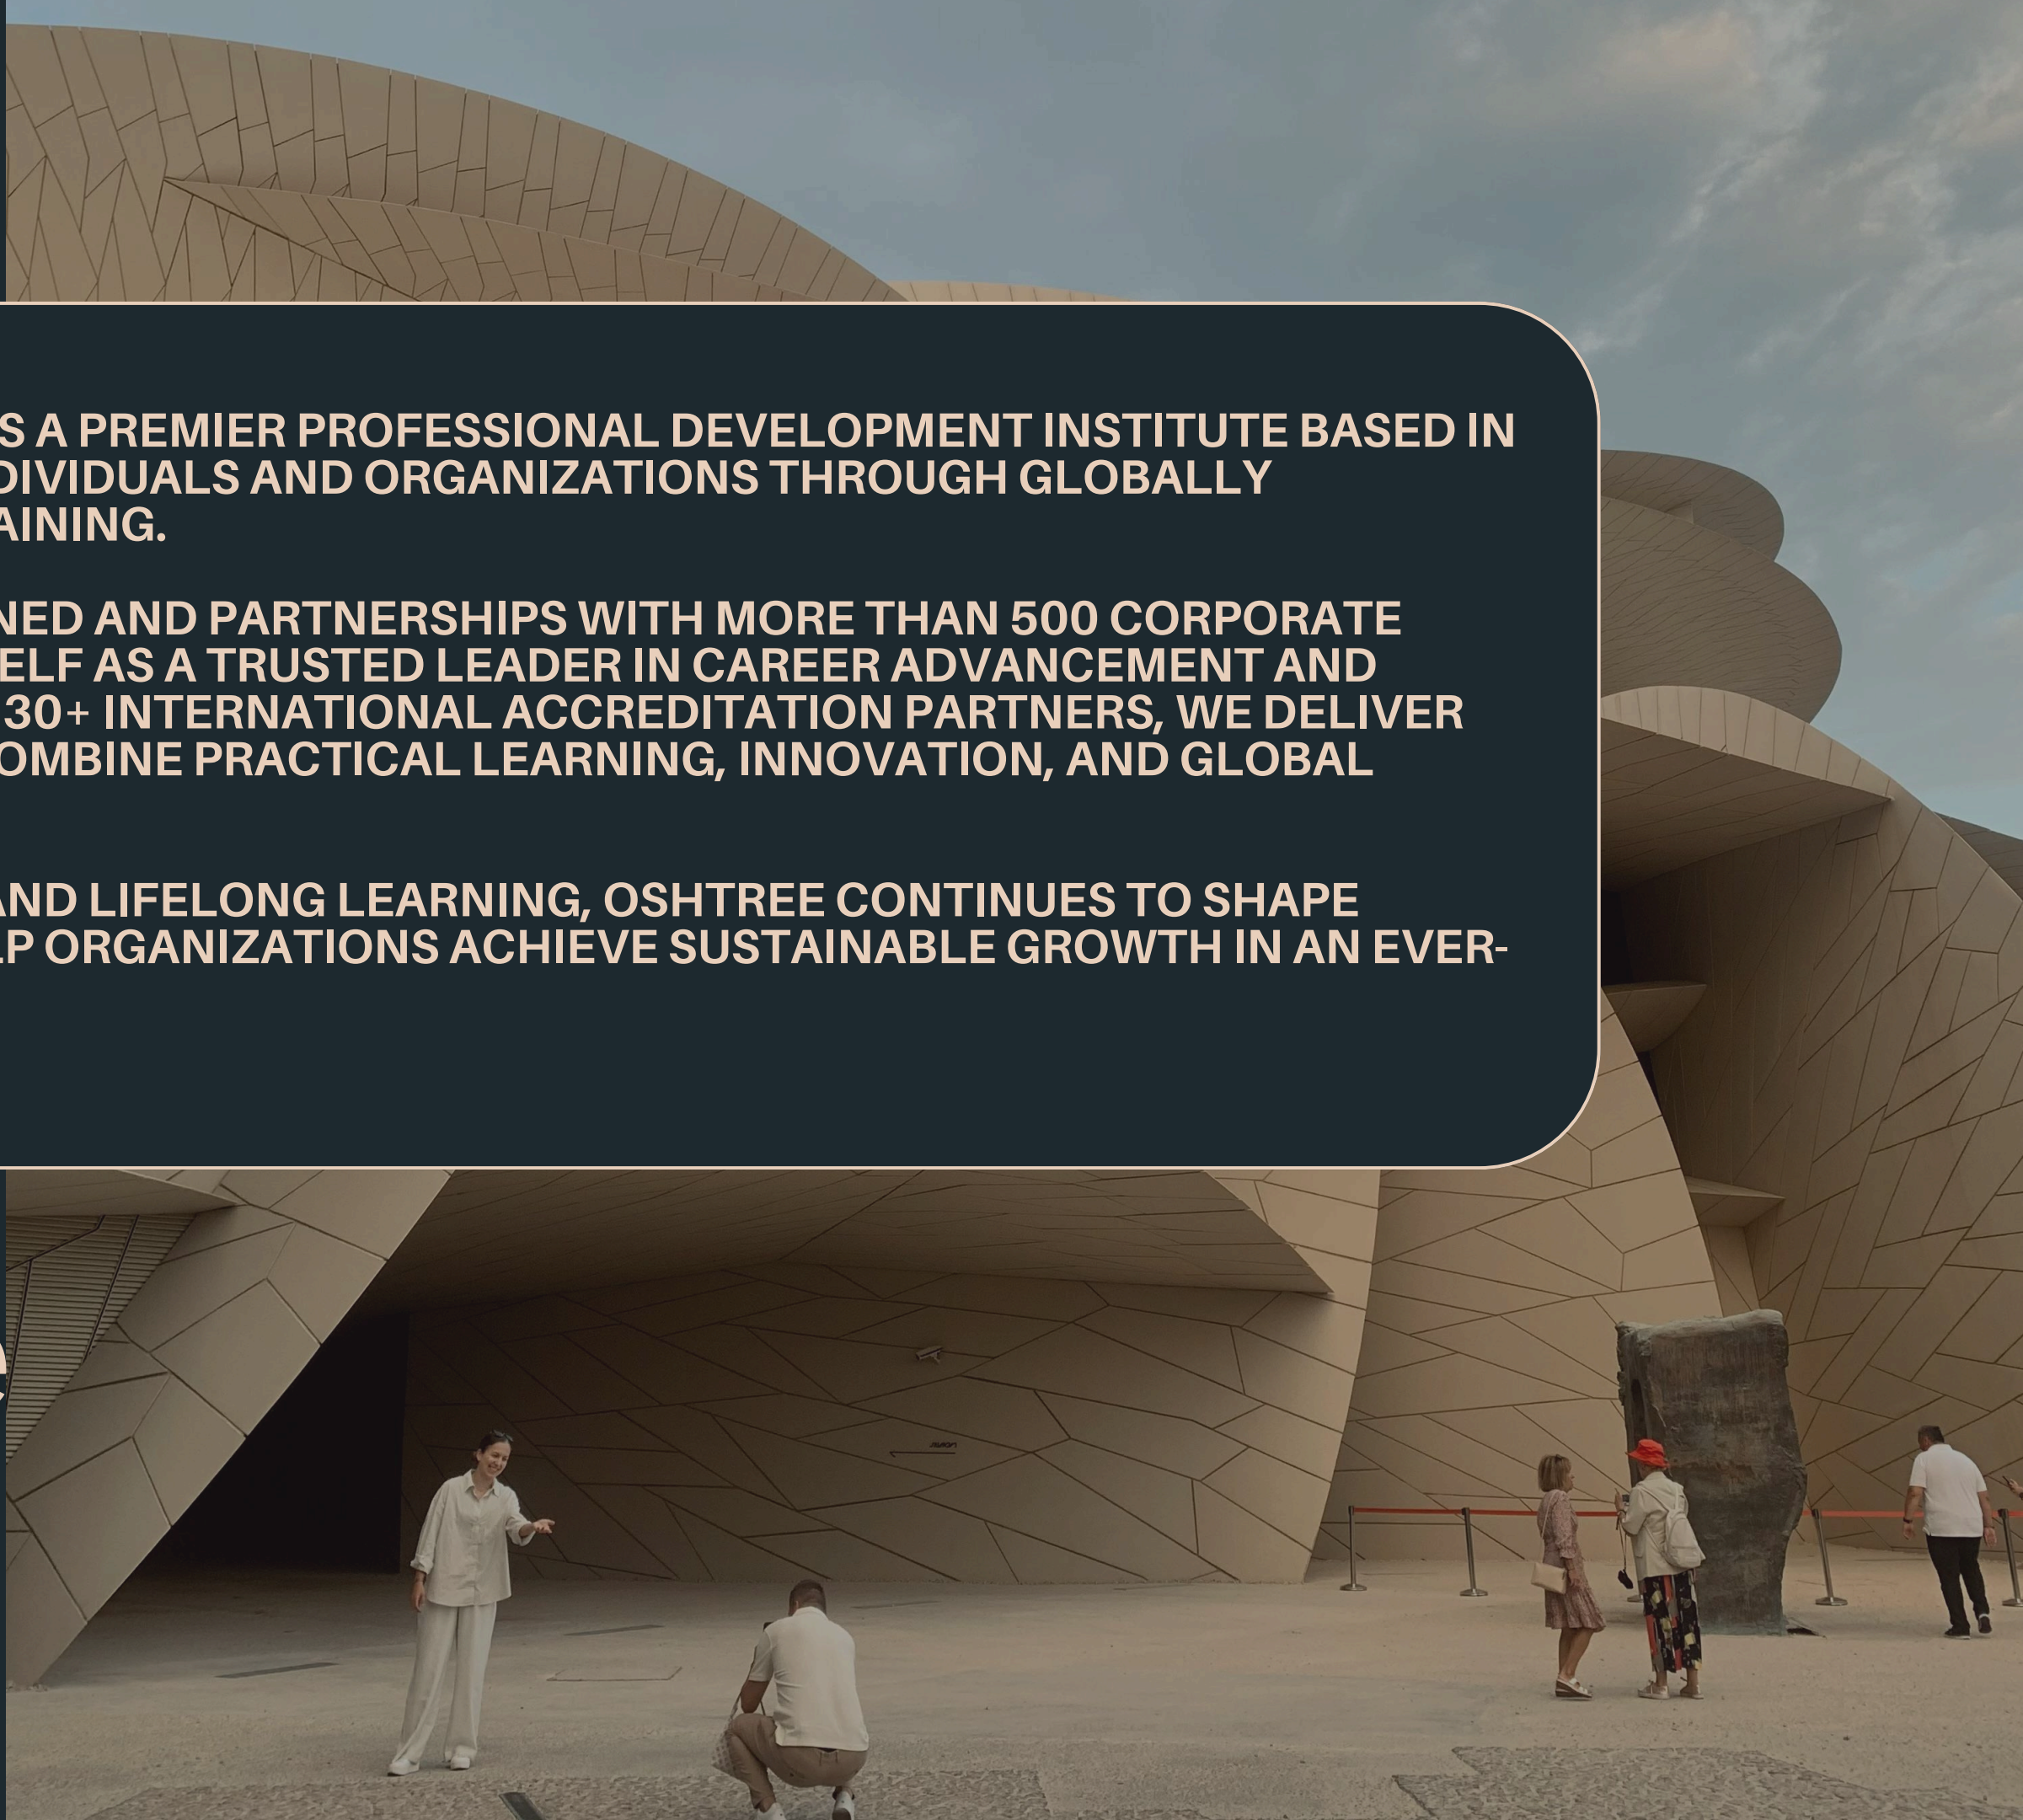 S A PREMIER PROFESSIONAL DEVELOPMENT INSTITUTE BASED IN
DIVIDUALS AND ORGANIZATIONS THROUGH GLOBALLY
AINING.
NED AND PARTNERSHIPS WITH MORE THAN 500 CORPORATE
ELF AS A TRUSTED LEADER IN CAREER ADVANCEMENT AND
30+ INTERNATIONAL ACCREDITATION PARTNERS, WE DELIVER
OMBINE PRACTICAL LEARNING, INNOVATION, AND GLOBAL
AND LIFELONG LEARNING, OSHTREE CONTINUES TO SHAPE
LP ORGANIZATIONS ACHIEVE SUSTAINABLE GROWTH IN AN EVER-
e